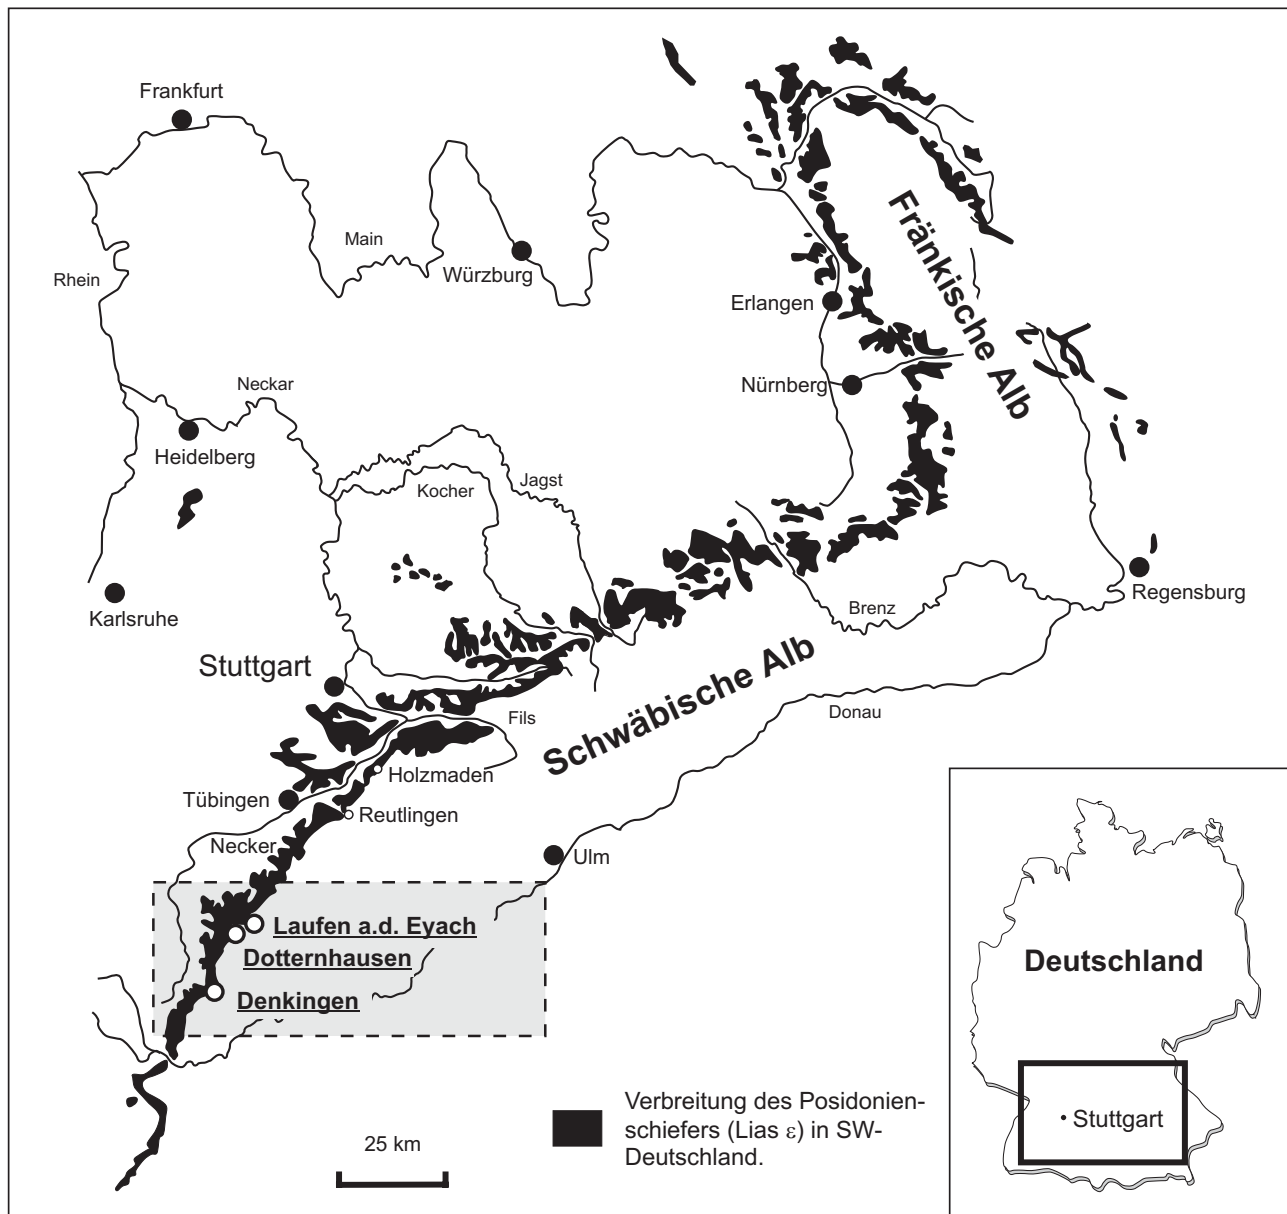 Frankfurt
Main
Würzburg
Rhein
Fränkische Alb
Erlangen
Nürnberg
Neckar
Heidelberg
Jagst
Kocher
Karlsruhe
Regensburg
Brenz
Stuttgart
Schwäbische Alb
Donau
Fils
Holzmaden
Tübingen
Reutlingen
Necker
Ulm
Laufen a.d. Eyach
Dotternhausen
Denkingen
25 km
Verbreitung des Posidonien-
schiefers (Lias ε) in SW-
Deutschland.
Deutschland
Stuttgart